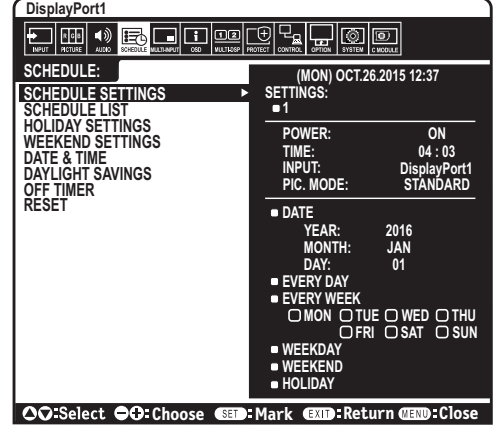 DisplayPort1
INPUT PICTURE AUDIO SCHEDULE MULTI-INPUT OSD MULTI-DSP PROTECT CONTROL OPTION SYSTEM C MODULE
SCHEDULE:
SCHEDULE SETTINGS
SCHEDULE LIST
HOLIDAY SETTINGS
WEEKEND SETTINGS
DATE & TIME
DAYLIGHT SAVINGS
OFF TIMER
RESET
(MON) OCT.26.2015 12:37
SETTINGS:
1
POWER: ON
TIME: 04 : 03
INPUT: DisplayPort1
PIC. MODE: STANDARD
DATE
YEAR: 2016
MONTH: JAN
DAY: 01
EVERY DAY
EVERY WEEK
MON TUE WED THU
FRI SAT SUN
WEEKDAY
WEEKEND
HOLIDAY
:Select :Choose SET:Mark EXIT:Return MENU:Close